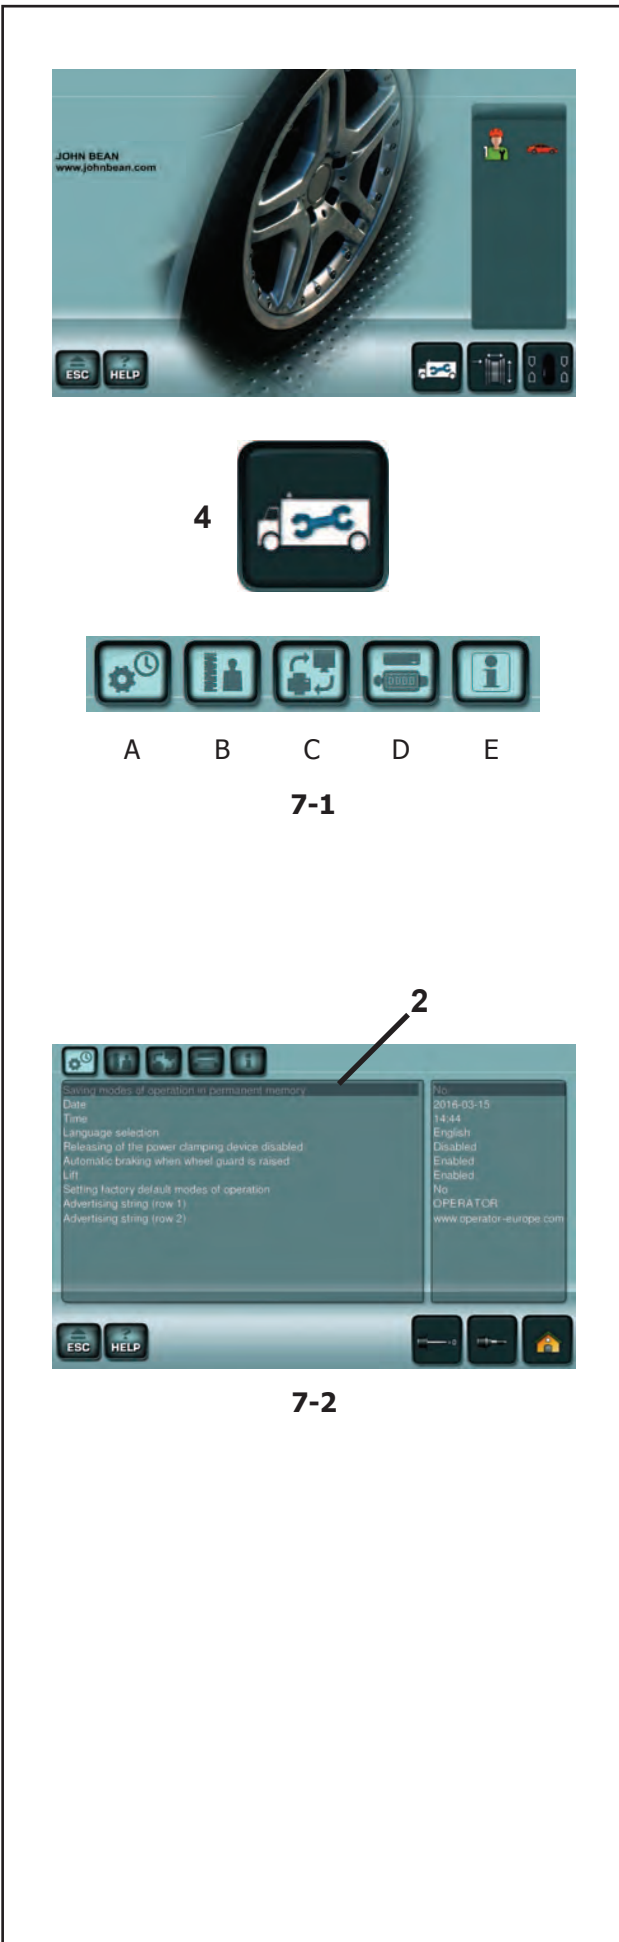 JOHN BEAN
www.johnbean.com
1
ESC HELP
4
A B C D E
7-1
2
Saving modes of operation in permanent memory No
Date 2016-03-15
Time 14:44
Language selection English
Releasing of the power clamping device disabled Disabled
Automatic braking when wheel guard is raised Enabled
Lift Enabled
Setting factory default modes of operation No
Advertising string (row 1) OPERATOR
Advertising string (row 2) www.operator-europe.com
ESC HELP
7-2